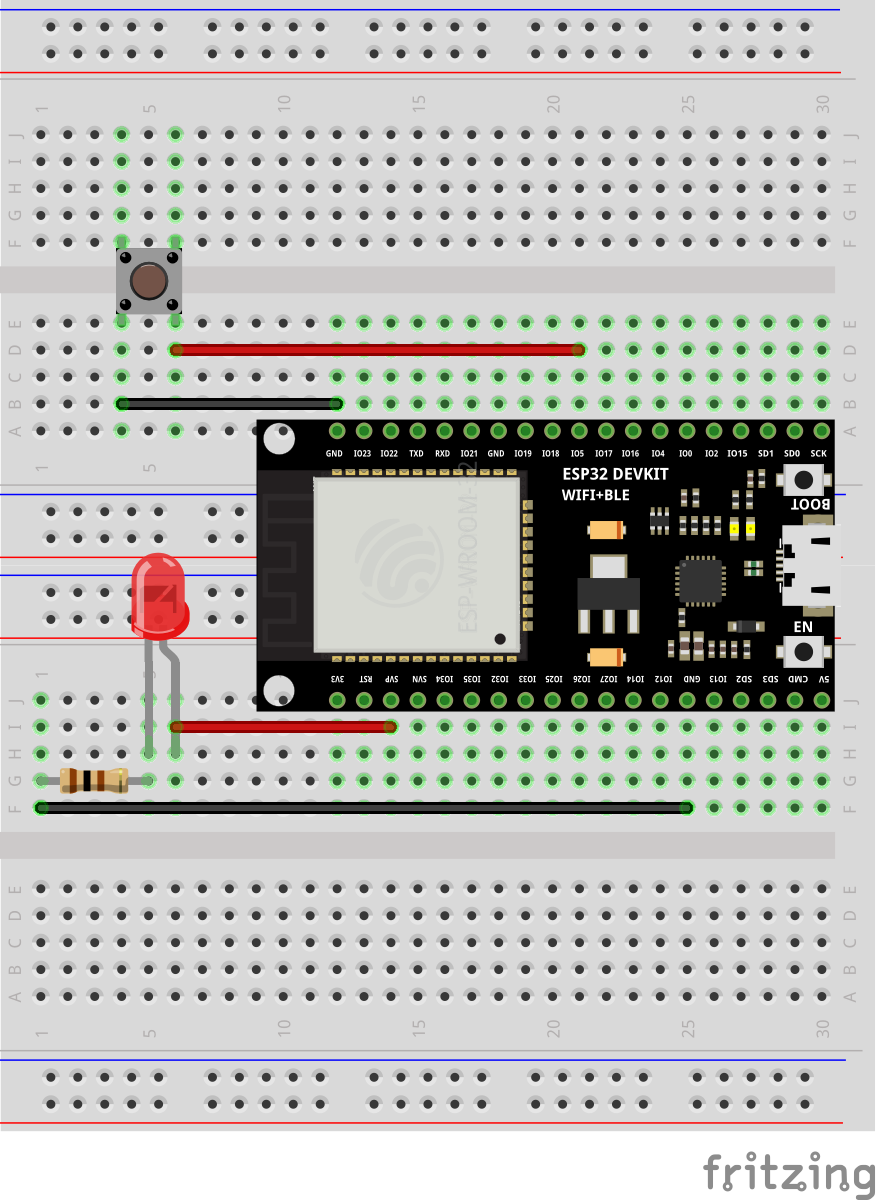 1 5 10 15 20 25 30
J J
I I
H H
G G
F F
E E
D D
C C
B B
A A
GND IO23 IO22 TXD RXD IO21 GND IO19 IO18 IO5 IO17 IO16 IO4 IO0 IO2 IO15 SD1 SD0 SCK
1 5
ESP32 DEVKIT
WIFI+BLE
BOOT
ESP-WROOM-32
EN
3V3 RST SVP SVN IO34 IO35 IO32 IO33 IO25 IO26 IO27 IO14 IO12 GND IO13 SD2 SD3 CMD 5V
1 5
J J
I I
H H
G G
F F
E E
D D
C C
B B
A A
1 5 10 15 20 25 30
fritzing